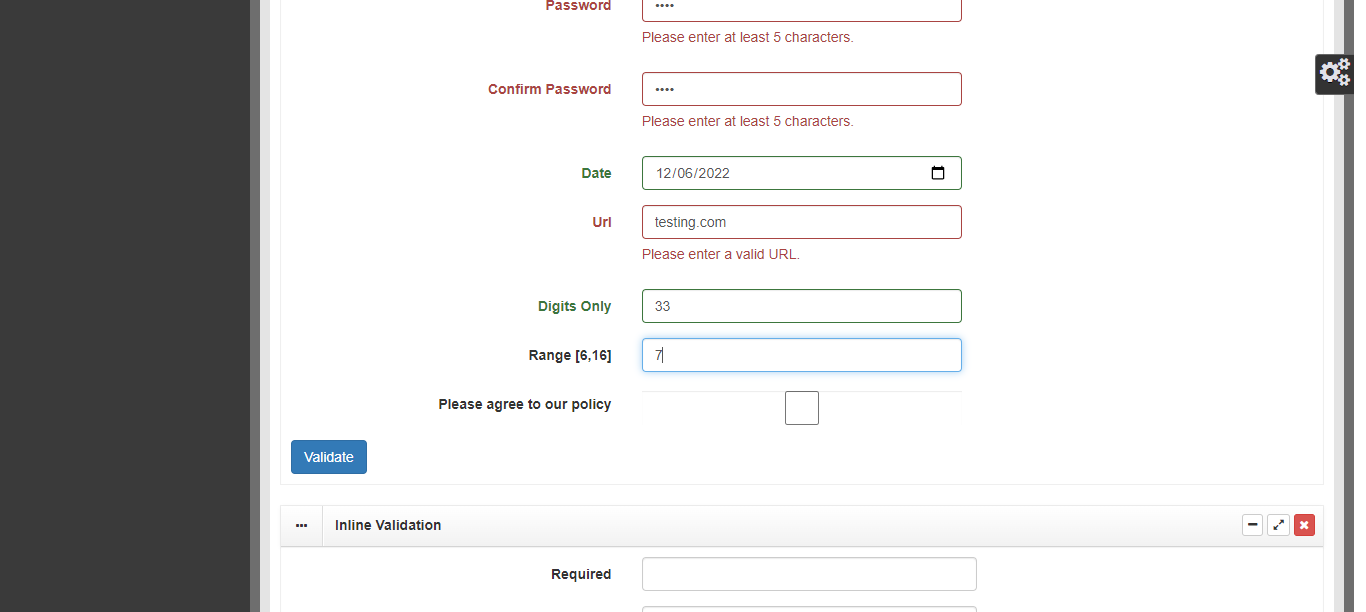 Password ••••
Please enter at least 5 characters.
Confirm Password ••••
Please enter at least 5 characters.
Date 12/06/2022
Url testing.com
Please enter a valid URL.
Digits Only 33
Range [6,16] 7
Please agree to our policy
Validate
Inline Validation
Required